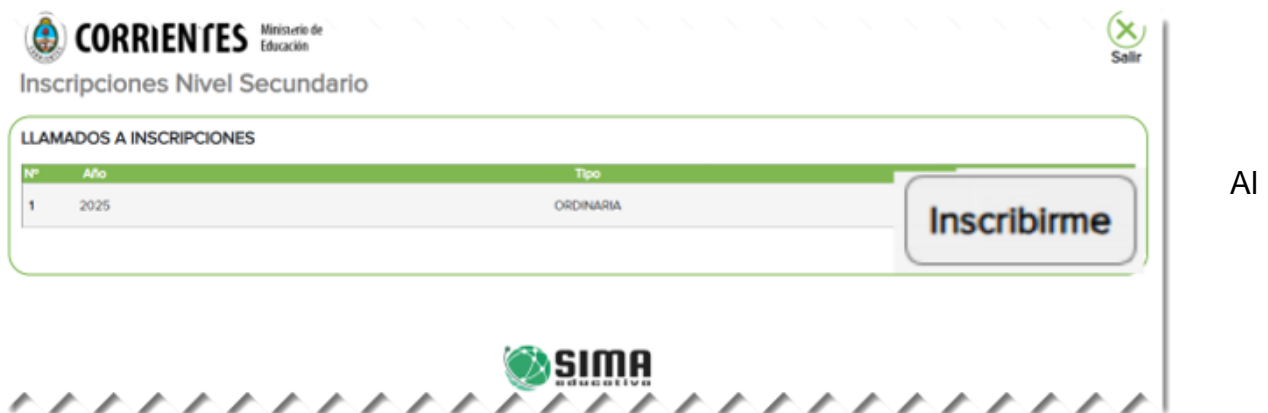 CORRIENTES
Ministerio de
Educación
Salir
Inscripciones Nivel Secundario
LLAMADOS A INSCRIPCIONES
Nº Año Tipo
1 2025 ORDINARIA
Inscribirme
Al
SIMA
educativo